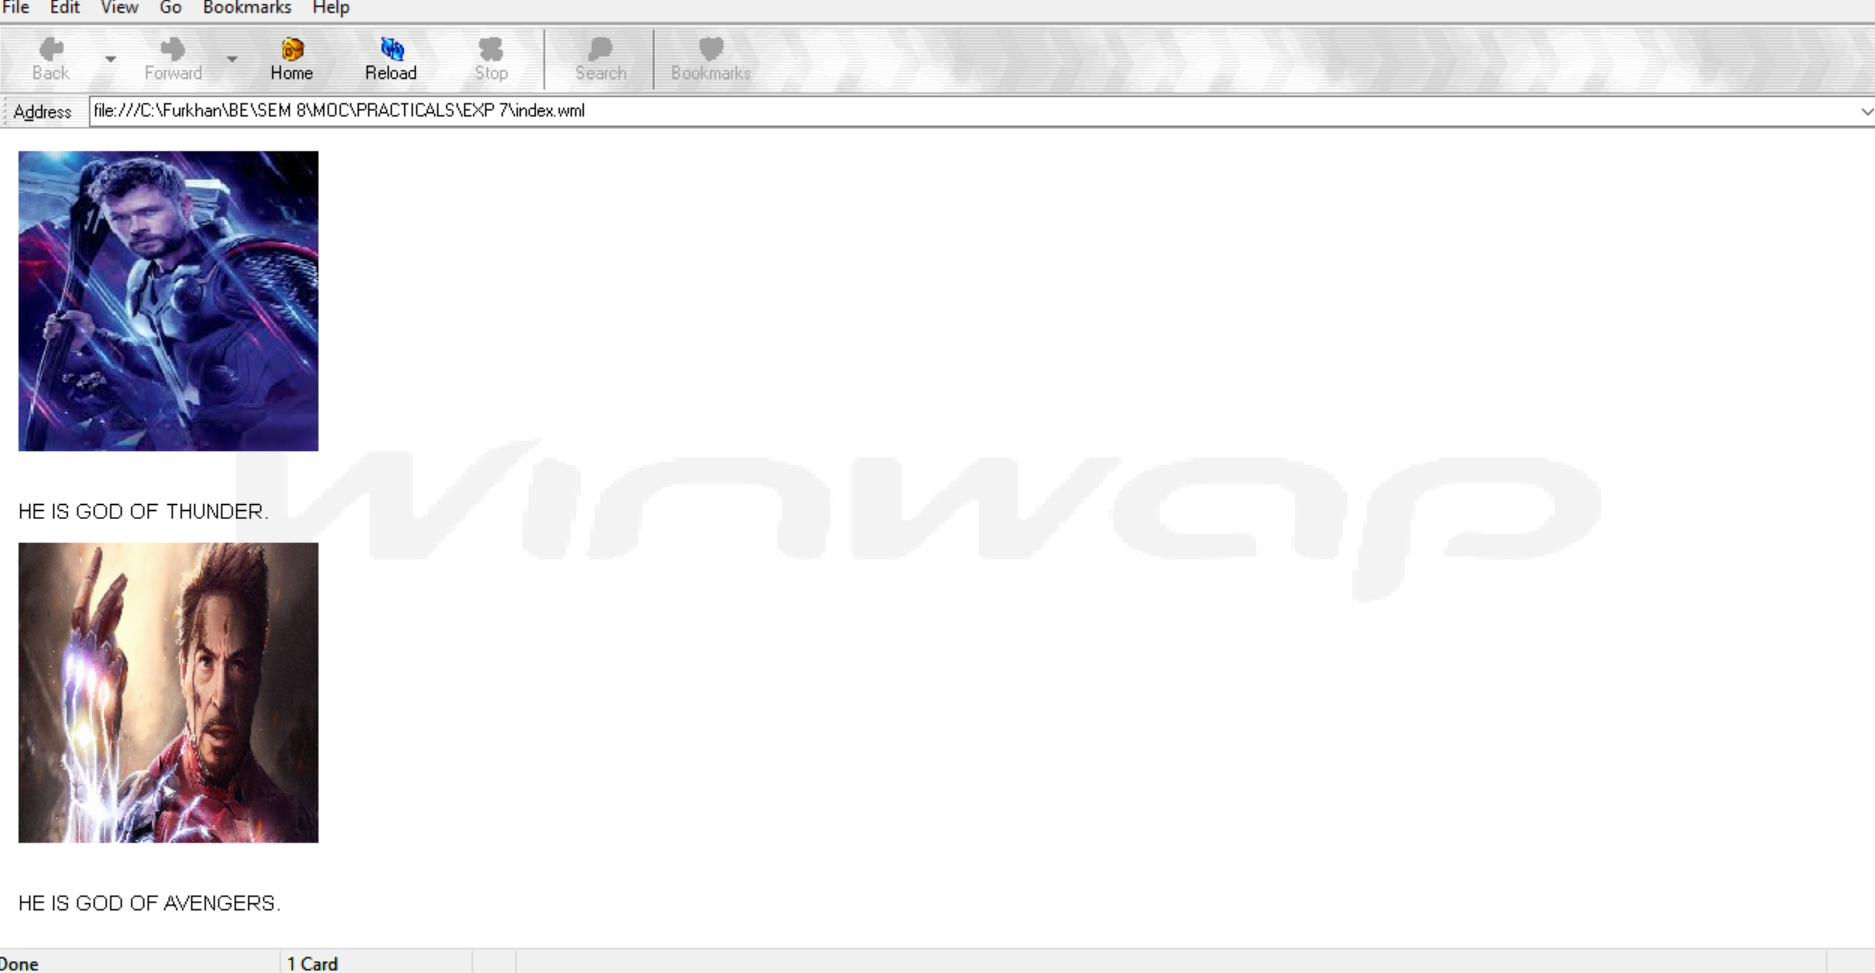 File Edit View Go Bookmarks Help
Back Forward Home Reload Stop Search Bookmarks
Address file:///C:\Furkhan\BE\SEM 8\MOC\PRACTICALS\EXP 7\index.wml
winwap
HE IS GOD OF THUNDER.
HE IS GOD OF AVENGERS.
Done 1 Card